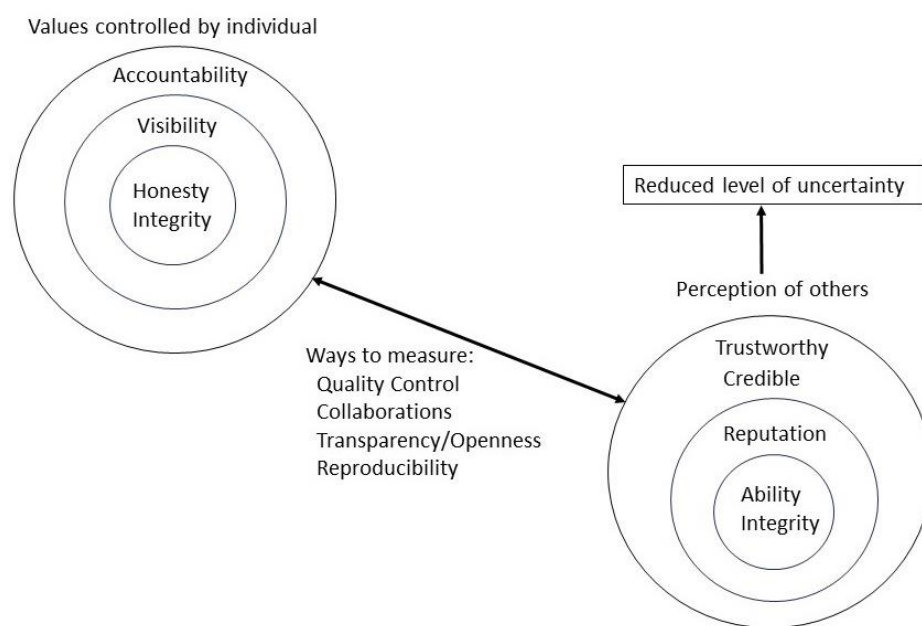 Values controlled by individual
Accountability
Visibility
Honesty
Integrity
Reduced level of uncertainty
Perception of others
Ways to measure:
Quality Control
Collaborations
Transparency/Openness
Reproducibility
Trustworthy
Credible
Reputation
Ability
Integrity